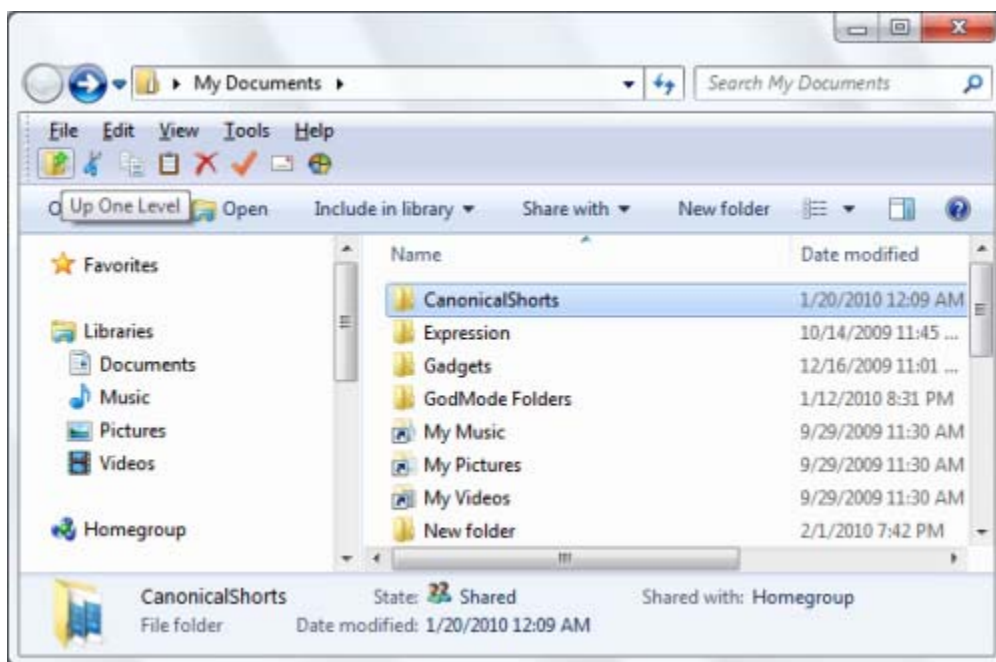 My Documents
Search My Documents
File Edit View Tools Help
O Up One Level Open Include in library Share with New folder
Name Date modified
Favorites
CanonicalShorts 1/20/2010 12:09 AM
Libraries Expression 10/14/2009 11:45 ...
Documents Gadgets 12/16/2009 11:01 ...
Music GodMode Folders 1/12/2010 8:31 PM
Pictures My Music 9/29/2009 11:30 AM
My Pictures 9/29/2009 11:30 AM
Videos My Videos 9/29/2009 11:30 AM
Homegroup New folder 2/1/2010 7:42 PM
CanonicalShorts State: Shared Shared with: Homegroup
File folder Date modified: 1/20/2010 12:09 AM